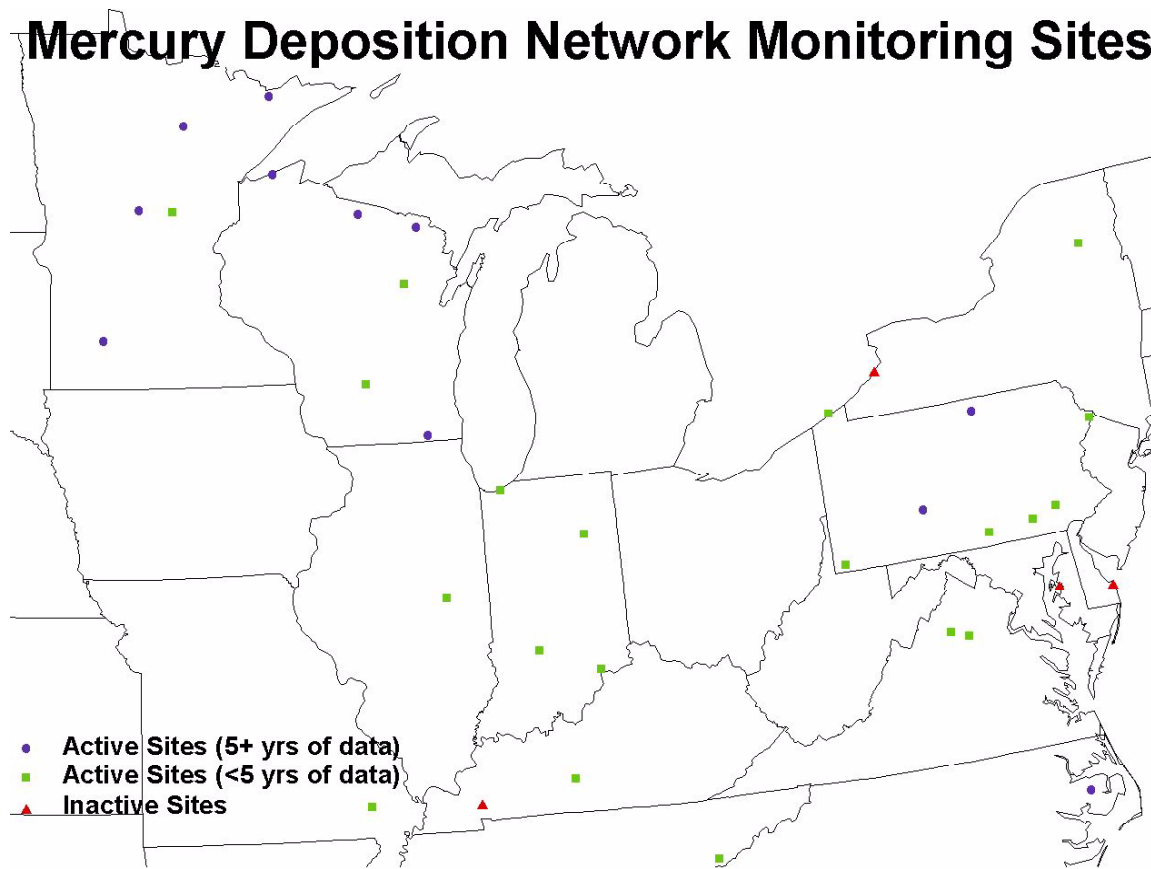 Mercury Deposition Network Monitoring Sites
Active Sites (5+ yrs of data)
Active Sites (<5 yrs of data)
Inactive Sites